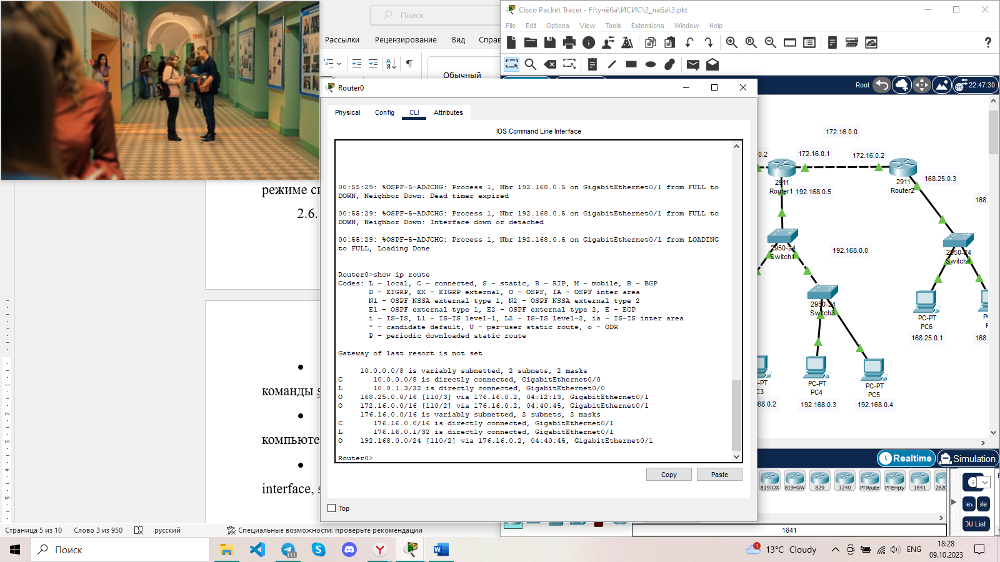 Поиск
Рассылки
Рецензирование
Вид
Обычный
режиме
2.6.
команды
interface,
Страница 5 из 10
Слово 3 из 950
русский
Специальные возможности: проверьте рекомендации
Cisco Packet Tracer - F:\учёба\ИСИС\2_лаба\3.pkt
File
Edit
Options
View
Tools
Extensions
Window
Help
Root
22:47:30
Router0
Physical
Config
CLI
Attributes
IOS Command Line Interface
00:55:29: %OSPF-5-ADJCHG: Process 1, Nbr 192.168.0.5 on GigabitEthernet0/1 from FULL to
DOWN, Neighbor Down: Dead timer expired
00:55:29: %OSPF-5-ADJCHG: Process 1, Nbr 192.168.0.5 on GigabitEthernet0/1 from FULL to
DOWN, Neighbor Down: Interface down or detached
00:55:29: %OSPF-5-ADJCHG: Process 1, Nbr 192.168.0.5 on GigabitEthernet0/1 from LOADING
to FULL, Loading Done
Router0>show ip route
Codes: L - local, C - connected, S - static, R - RIP, M - mobile, B - BGP
D - EIGRP, EX - EIGRP external, O - OSPF, IA - OSPF inter area
N1 - OSPF NSSA external type 1, N2 - OSPF NSSA external type 2
E1 - OSPF external type 1, E2 - OSPF external type 2, E - EGP
i - IS-IS, L1 - IS-IS level-1, L2 - IS-IS level-2, ia - IS-IS inter area
* - candidate default, U - per-user static route, o - ODR
P - periodic downloaded static route
Gateway of last resort is not set
10.0.0.0/8 is variably subnetted, 2 subnets, 2 masks
C 10.0.0.0/8 is directly connected, GigabitEthernet0/0
L 10.0.1.3/32 is directly connected, GigabitEthernet0/0
O 168.25.0.0/16 [110/3] via 176.16.0.2, 04:12:13, GigabitEthernet0/1
O 172.16.0.0/16 [110/2] via 176.16.0.2, 04:40:45, GigabitEthernet0/1
176.16.0.0/16 is variably subnetted, 2 subnets, 2 masks
C 176.16.0.0/16 is directly connected, GigabitEthernet0/1
L 176.16.0.1/32 is directly connected, GigabitEthernet0/1
O 192.168.0.0/24 [110/2] via 176.16.0.2, 04:40:45, GigabitEthernet0/1
Router0>
Copy
Paste
Top
172.16.0.0
172.16.0.1
172.16.0.2
2911
Router1
192.168.0.5
2911
Router2
168.25.0.3
2950-24
Switch1
192.168.0.0
2950-24
Switch4
2950-24
Switch3
PC-PT
PC6
168.25.0.1
PC-PT
PC4
PC-PT
PC5
192.168.0.3
192.168.0.4
Realtime
Simulation
819IOX
819HGW
829
1240
PT-Router
PT-Empty
1841
1841
Поиск
111
1
13°C Cloudy
ENG
18:28
09.10.2023